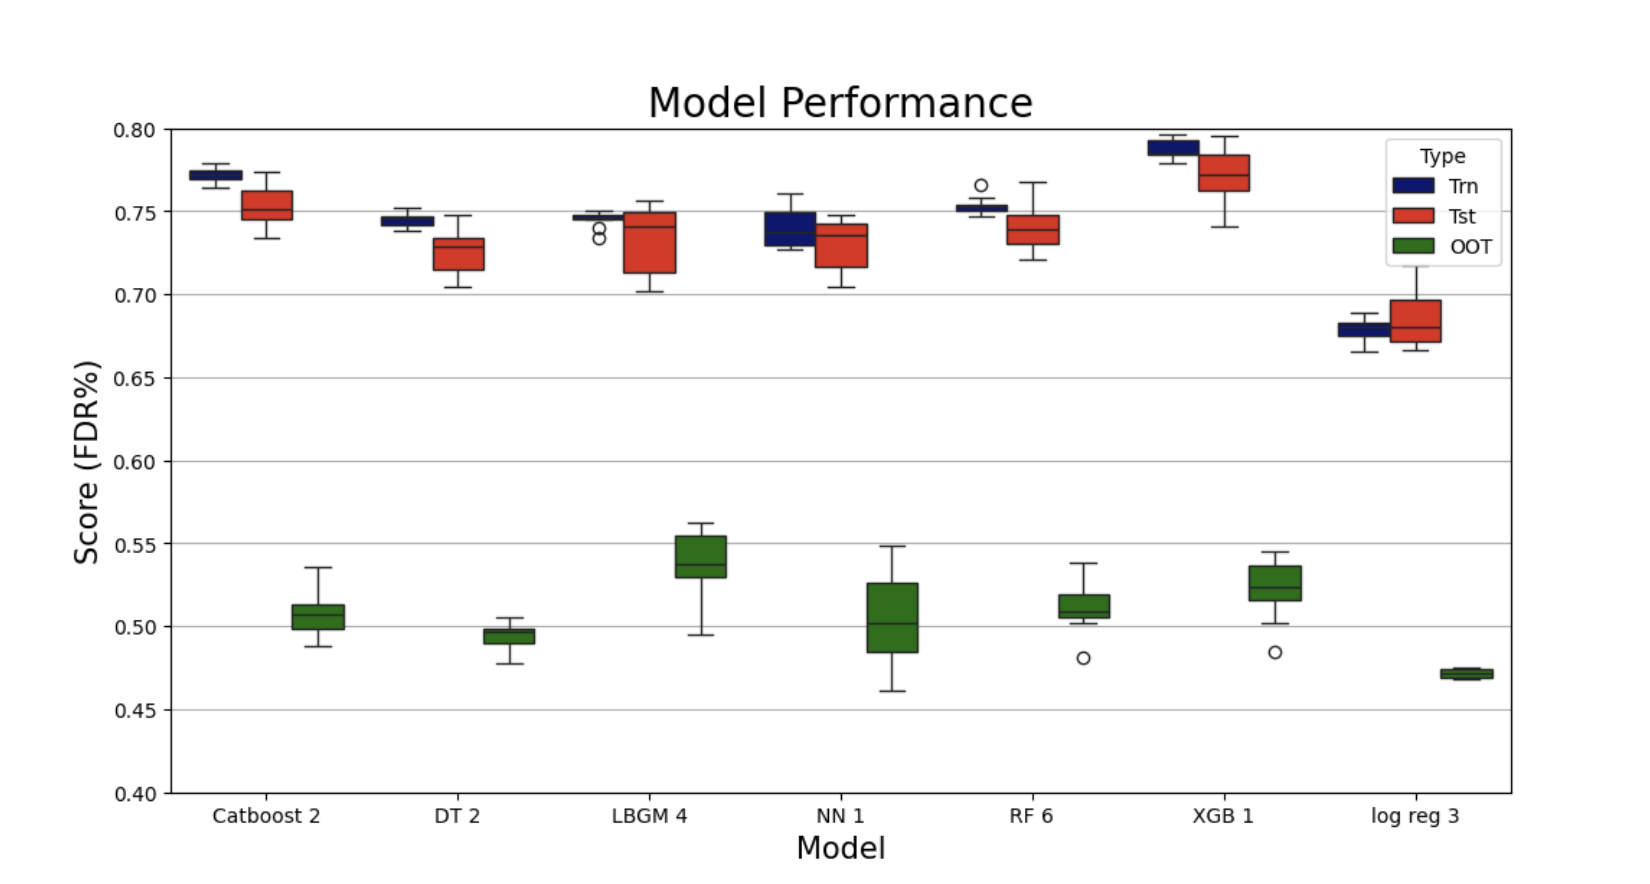 Model Performance
Score (FDR%)
0.80
0.75
0.70
0.65
0.60
0.55
0.50
0.45
0.40
Type
Trn
Tst
OOT
Catboost 2
DT 2
LBGM 4
NN 1
RF 6
XGB 1
log reg 3
Model